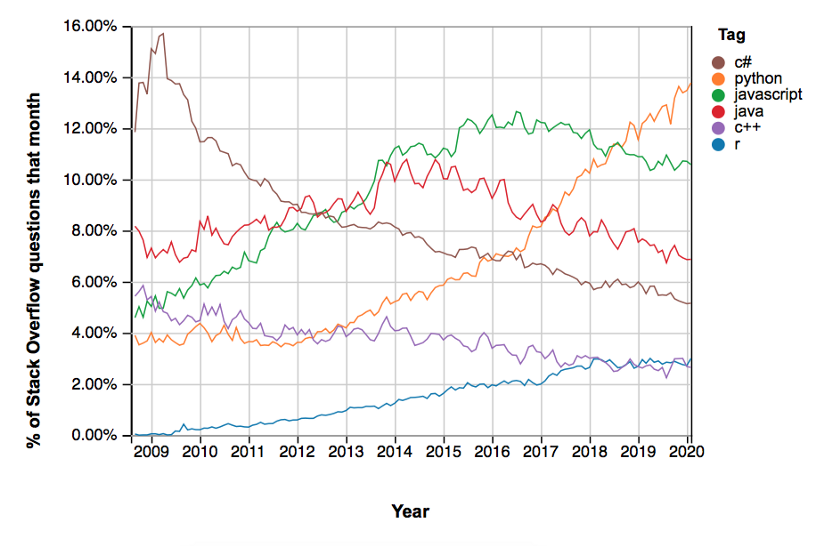 16.00%
14.00%
12.00%
10.00%
8.00%
6.00%
4.00%
2.00%
0.00%
% of Stack Overflow questions that month
2009 2010 2011 2012 2013 2014 2015 2016 2017 2018 2019 2020
Year
Tag
c#
python
javascript
java
c++
r